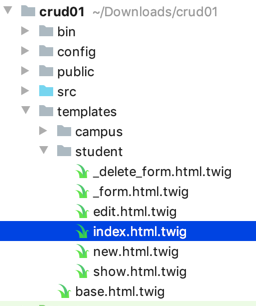 crud01 ~/Downloads/crud01
bin
config
public
src
templates
campus
student
_delete_form.html.twig
_form.html.twig
edit.html.twig
index.html.twig
new.html.twig
show.html.twig
base.html.twig